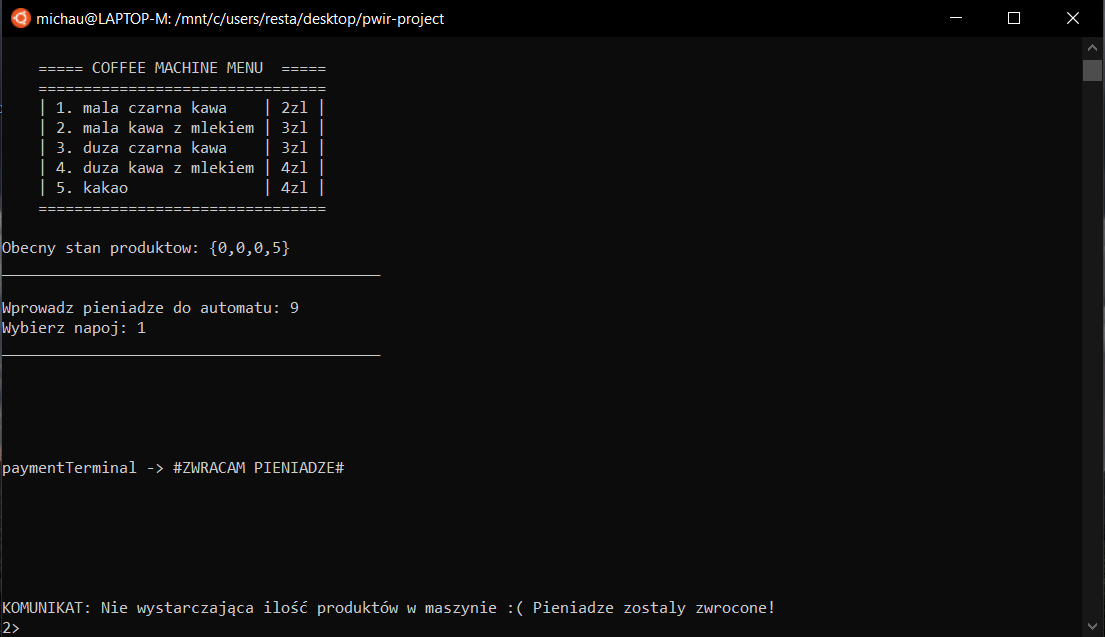 michau@LAPTOP-M: /mnt/c/users/resta/desktop/pwir-project
===== COFFEE MACHINE MENU  =====
================================
| 1. mala czarna kawa    | 2zl |
| 2. mala kawa z mlekiem | 3zl |
| 3. duza czarna kawa    | 3zl |
| 4. duza kawa z mlekiem | 4zl |
| 5. kakao               | 4zl |
================================
Obecny stan produktow: {0,0,0,5}
__________________________________________
Wprowadz pieniadze do automatu: 9
Wybierz napoj: 1
__________________________________________
paymentTerminal -> #ZWRACAM PIENIADZE#
KOMUNIKAT: Nie wystarczająca ilość produktów w maszynie :( Pieniadze zostaly zwrocone!
2>